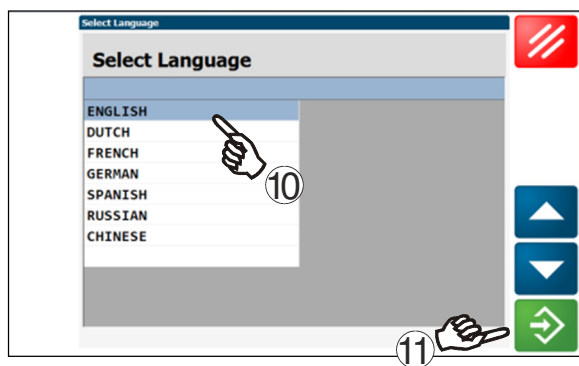 Select Language
Select Language
ENGLISH
DUTCH
FRENCH
GERMAN
SPANISH
RUSSIAN
CHINESE
10
11